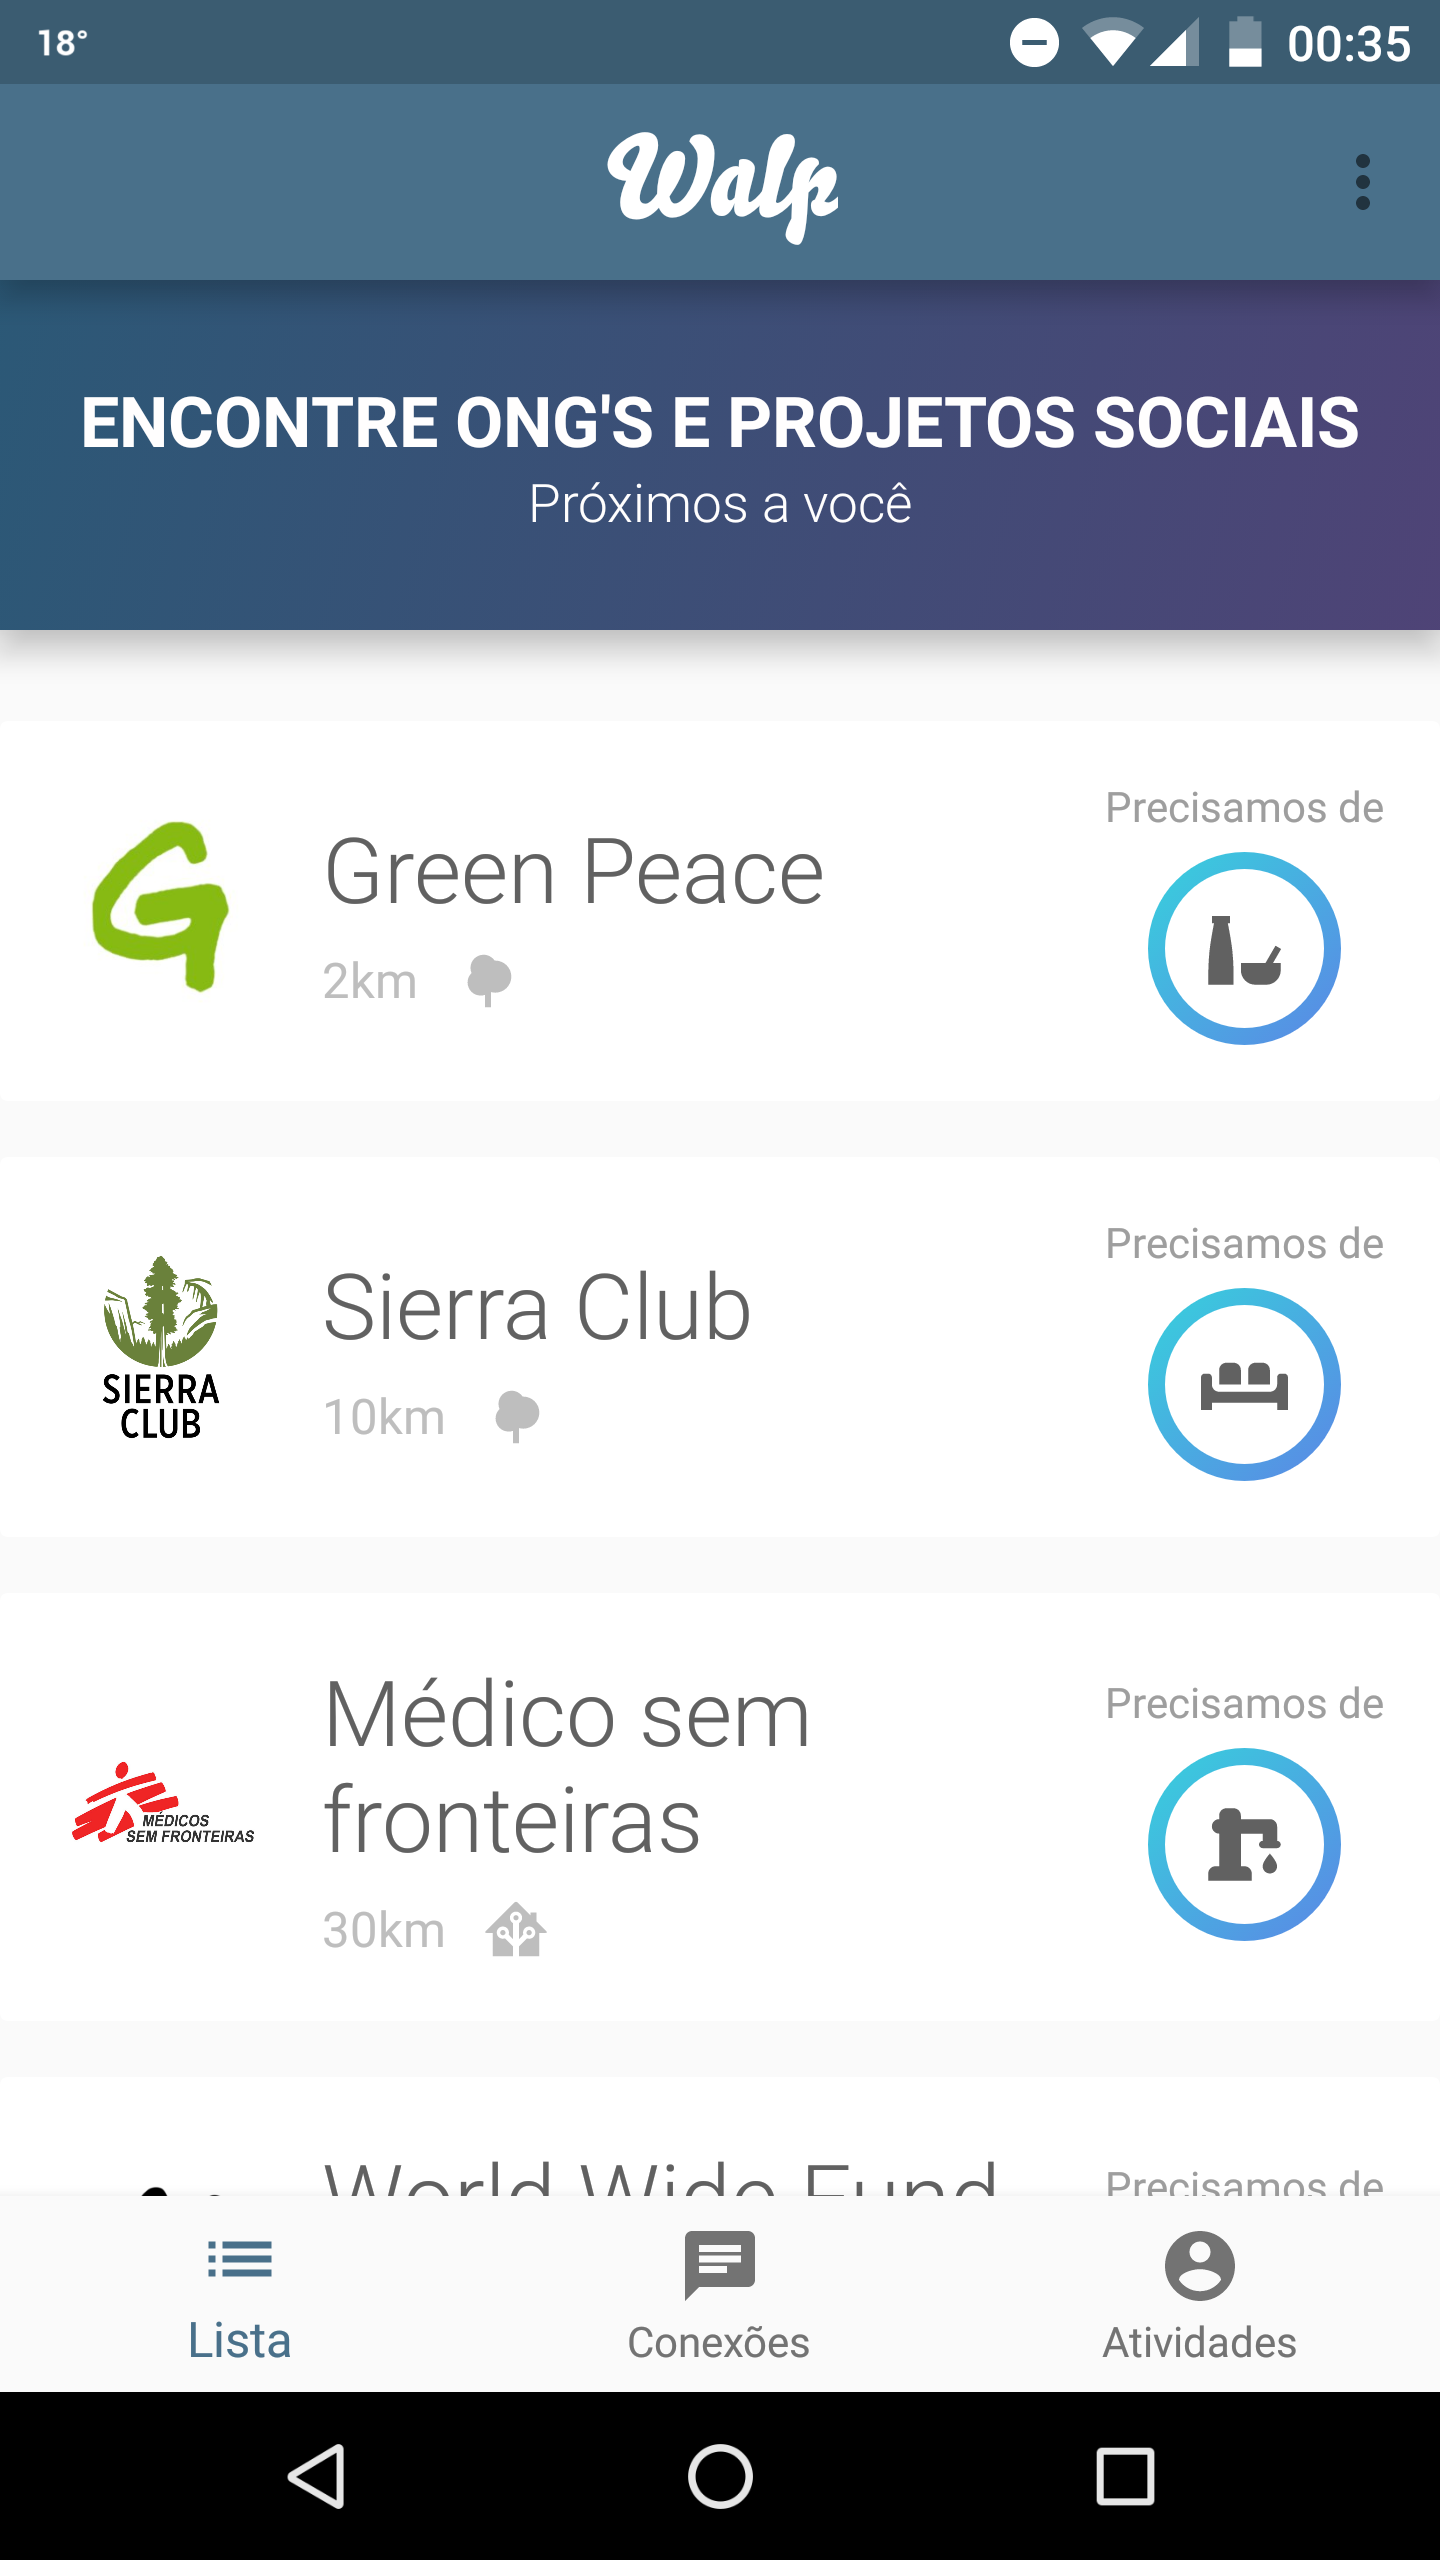 18°
00:35
Walp
ENCONTRE ONG'S E PROJETOS SOCIAIS
Próximos a você
Precisamos de
Green Peace
2km
Precisamos de
Sierra Club
SIERRA
CLUB
10km
Precisamos de
Médico sem
fronteiras
MÉDICOS
SEM FRONTEIRAS
30km
World Wide Fund
Precisamos de
Lista
Conexões
Atividades